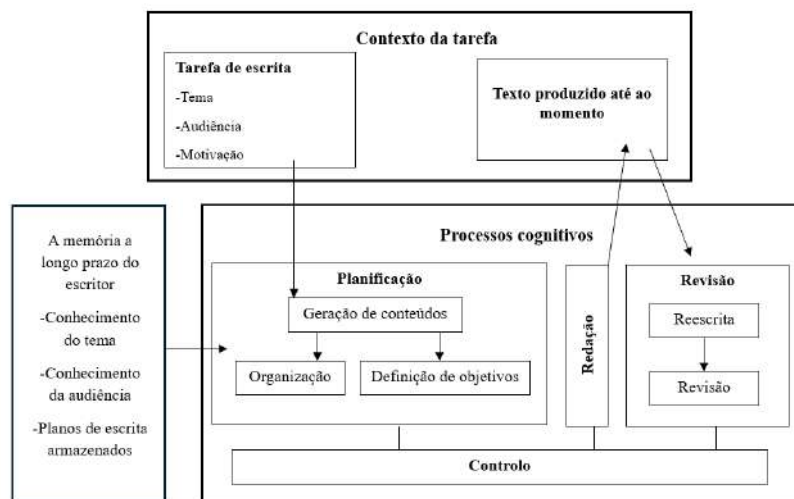 Contexto da tarefa
Tarefa de escrita
-Tema
-Audiência
-Motivação
Texto produzido até ao
momento
A memória a
longo prazo do
escritor
-Conhecimento
do tema
-Conhecimento
da audiência
-Planos de escrita
armazenados
Processos cognitivos
Planificação
Geração de conteúdos
Organização
Definição de objetivos
Redação
Revisão
Reescrita
Revisão
Controlo